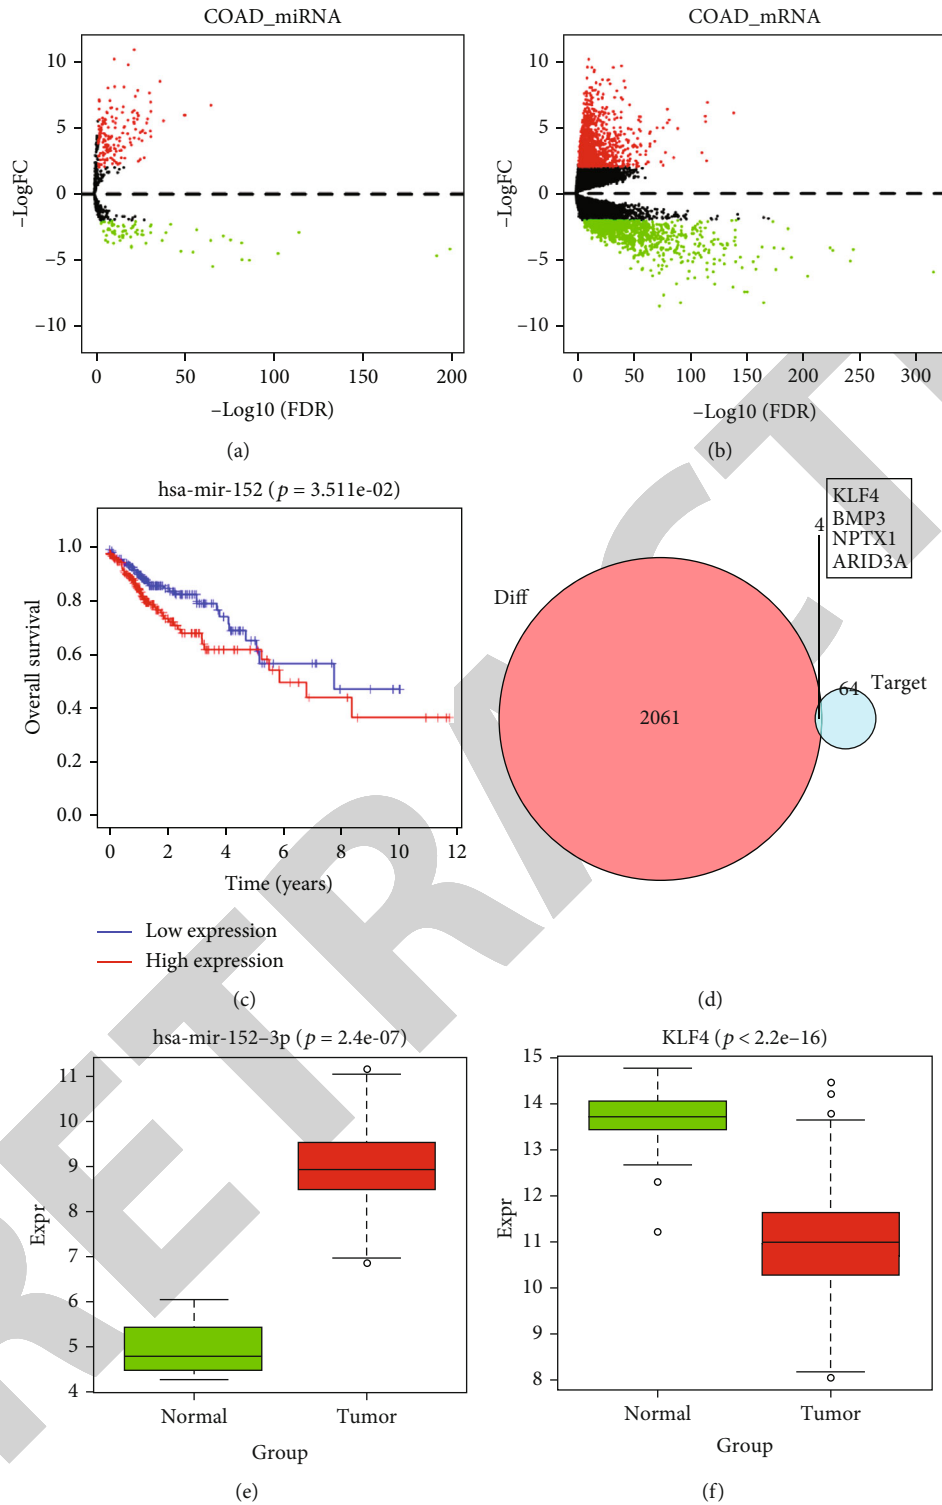 COAD_miRNA
10
5
0
−5
−10
−LogFC
0 50 100 150 200
−Log10 (FDR)
(a)
COAD_mRNA
10
5
0
−5
−10
−LogFC
0 50 100 150 200 250 300
−Log10 (FDR)
(b)
hsa-mir-152 (p = 3.511e-02)
1.0
0.8
0.6
0.4
0.2
0.0
Overall survival
0 2 4 6 8 10 12
Time (years)
Low expression
High expression
(c)
KLF4
BMP3
NPTX1
ARID3A
4
Diff
64
Target
2061
(d)
hsa-mir-152–3p (p = 2.4e-07)
11
10
9
8
7
6
5
4
Expr
Normal Tumor
Group
(e)
KLF4 (p < 2.2e–16)
15
14
13
12
11
10
9
8
Expr
Normal Tumor
Group
(f)
RETRACT